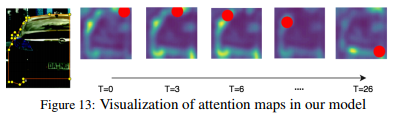 T=0
T=3
T=6
....
T=26
Figure 13: Visualization of attention maps in our model